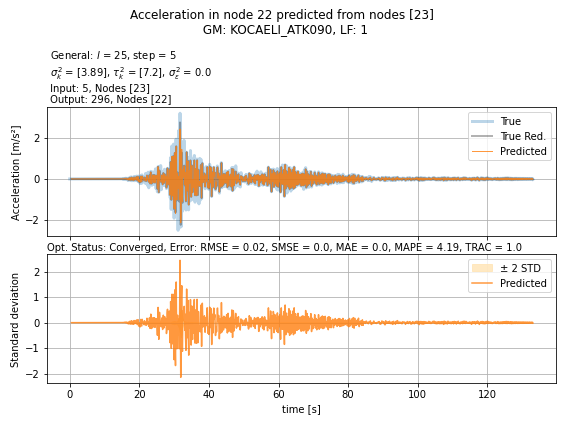 Acceleration in node 22 predicted from nodes [23]
GM: KOCAELI_ATK090, LF: 1
General: l = 25, step = 5
σ²ₖ = [3.89], τ²ₖ = [7.2], σ²ε = 0.0
Input: 5, Nodes [23]
Output: 296, Nodes [22]
Acceleration [m/s²]
2
0
−2
True
True Red.
Predicted
Opt. Status: Converged, Error: RMSE = 0.02, SMSE = 0.0, MAE = 0.0, MAPE = 4.19, TRAC = 1.0
Standard deviation
2
1
0
−1
−2
± 2 STD
Predicted
0 20 40 60 80 100 120
time [s]